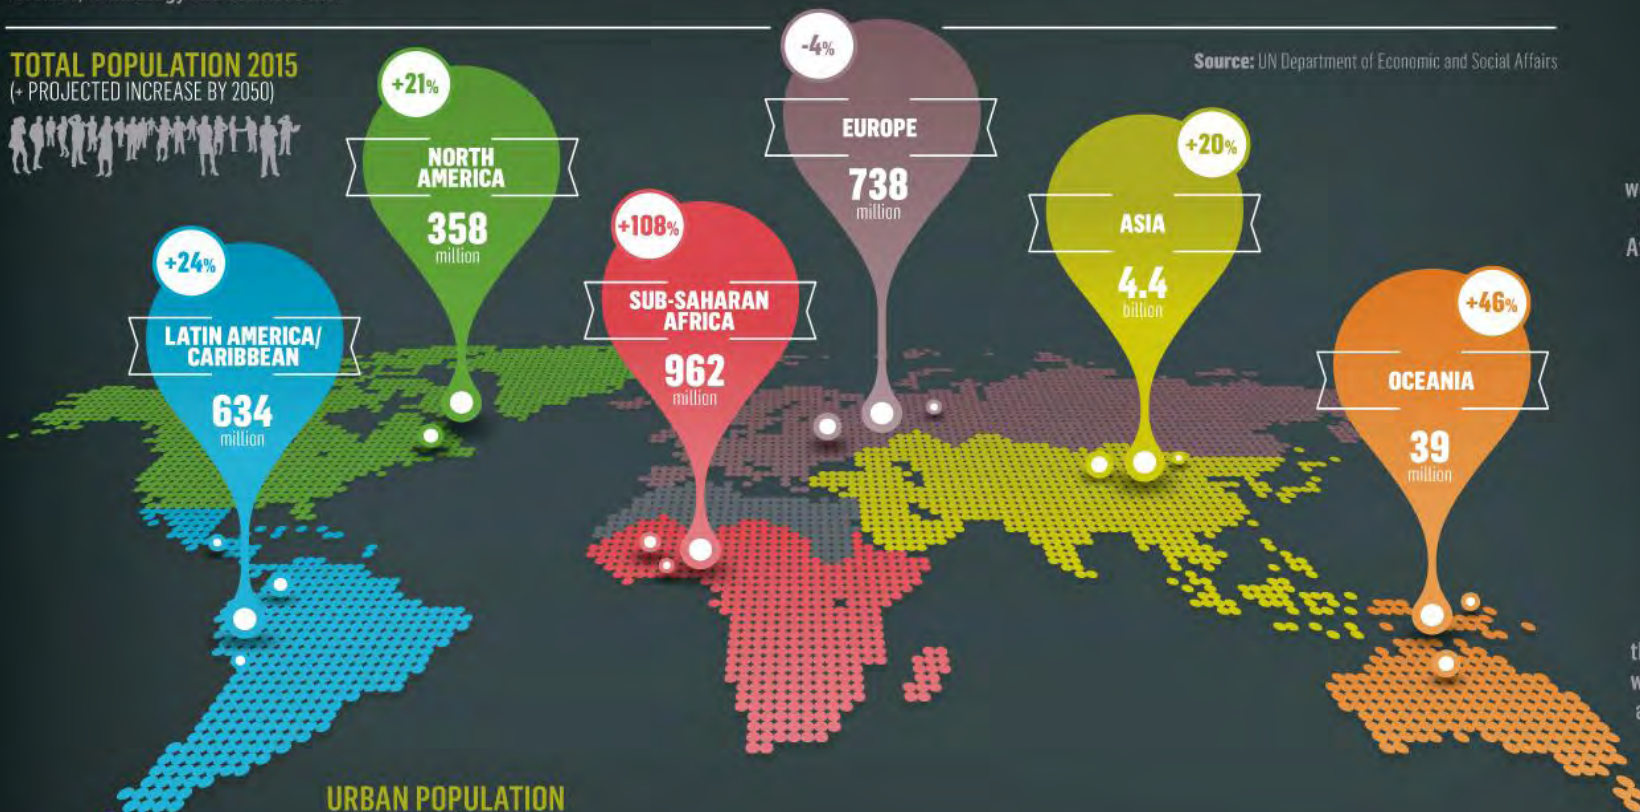 Source: UN Department of Economic and Social Affairs
TOTAL POPULATION 2015
(+ PROJECTED INCREASE BY 2050)
+24%
LATIN AMERICA/
CARIBBEAN
634
million
+21%
NORTH
AMERICA
358
million
+108%
SUB-SAHARAN
AFRICA
962
million
-4%
EUROPE
738
million
+20%
ASIA
4.4
billion
+46%
OCEANIA
39
million
URBAN POPULATION